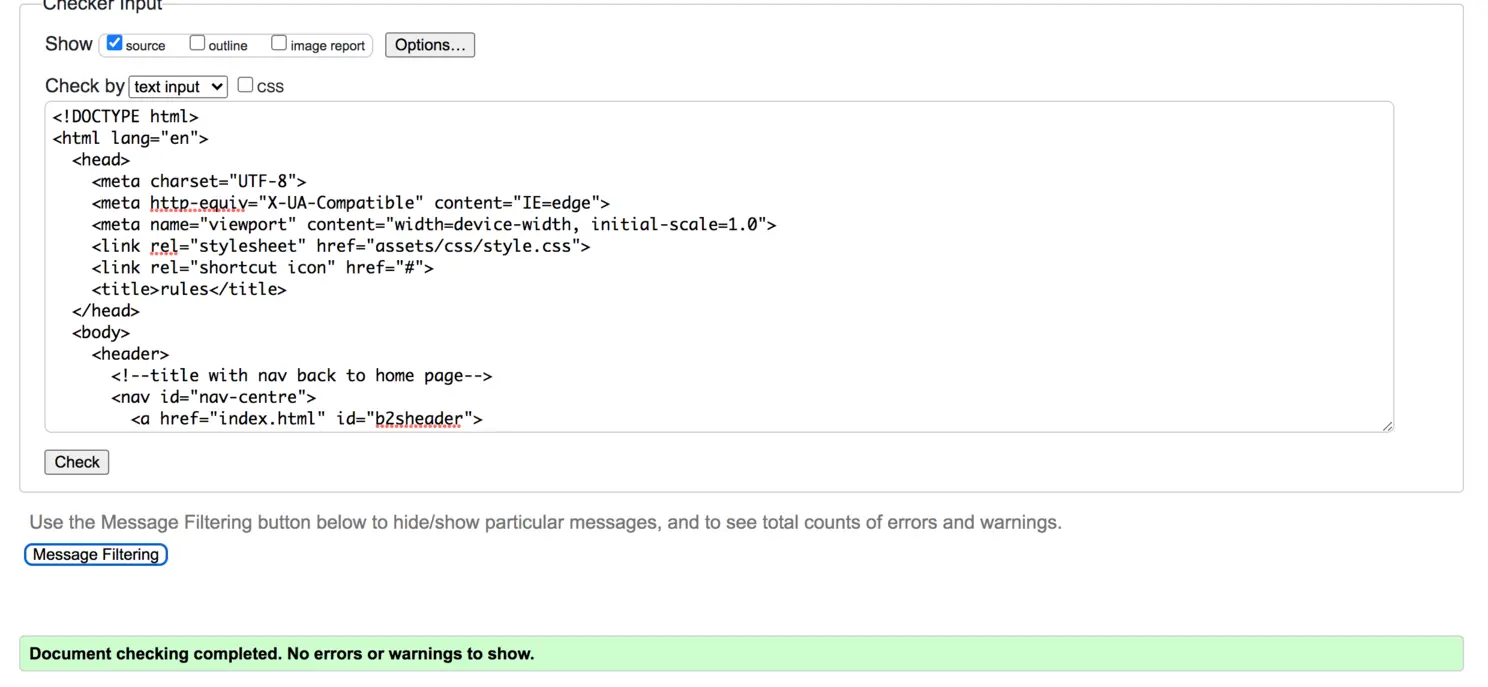 Checker Input
Show source outline image report Options...
Check by text input css
<!DOCTYPE html>
<html lang="en">
<head>
<meta charset="UTF-8">
<meta http-equiv="X-UA-Compatible" content="IE=edge">
<meta name="viewport" content="width=device-width, initial-scale=1.0">
<link rel="stylesheet" href="assets/css/style.css">
<link rel="shortcut icon" href="#">
<title>rules</title>
</head>
<body>
<header>
<!--title with nav back to home page-->
<nav id="nav-centre">
<a href="index.html" id="b2sheader">
Check
Use the Message Filtering button below to hide/show particular messages, and to see total counts of errors and warnings.
Message Filtering
Document checking completed. No errors or warnings to show.